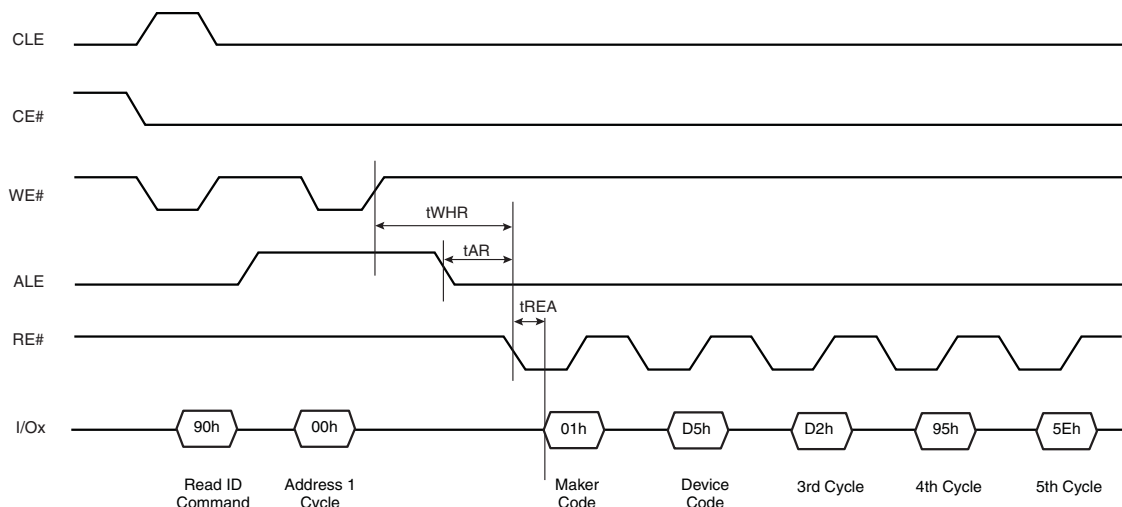 CLE
CE#
WE#
tWHR
tAR
ALE
tREA
RE#
I/Ox
90h
00h
01h
D5h
D2h
95h
5Eh
Read ID
Command
Address 1
Cycle
Maker
Code
Device
Code
3rd Cycle
4th Cycle
5th Cycle